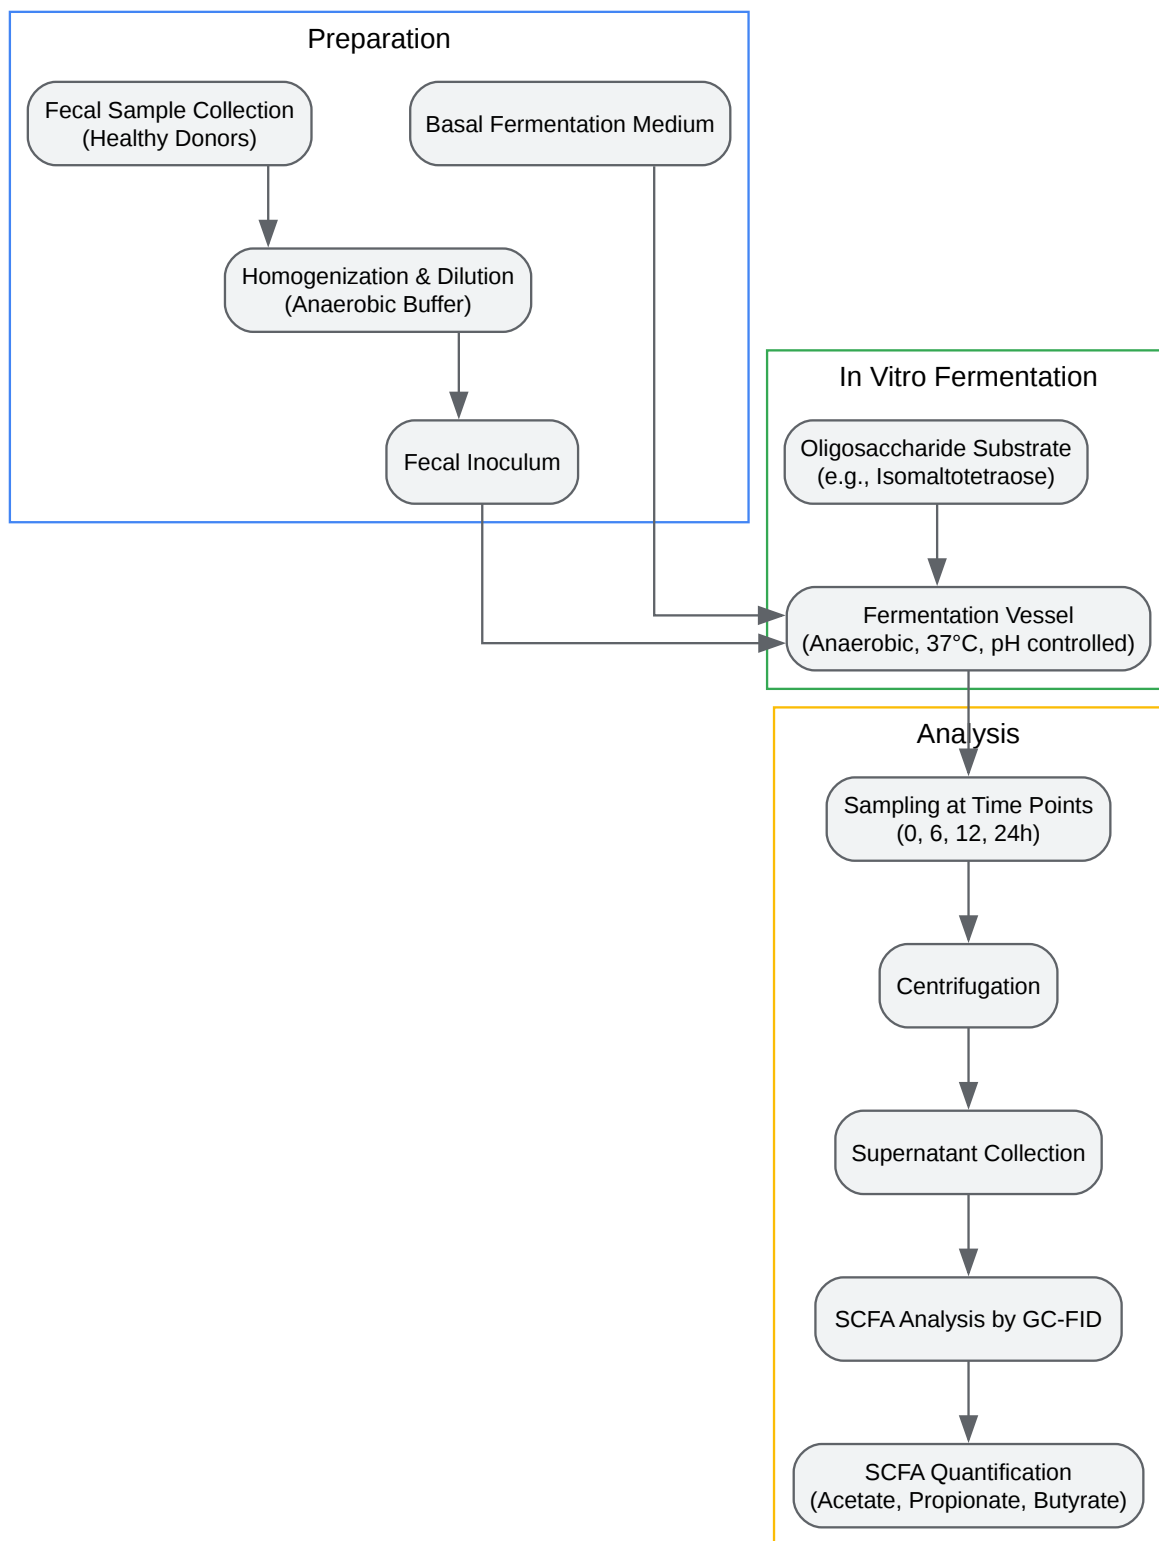 Preparation
Fecal Sample Collection
(Healthy Donors)
Basal Fermentation Medium
Homogenization & Dilution
(Anaerobic Buffer)
Fecal Inoculum
In Vitro Fermentation
Oligosaccharide Substrate
(e.g., Isomaltotetraose)
Fermentation Vessel
(Anaerobic, 37°C, pH controlled)
Analysis
Sampling at Time Points
(0, 6, 12, 24h)
Centrifugation
Supernatant Collection
SCFA Analysis by GC-FID
SCFA Quantification
(Acetate, Propionate, Butyrate)